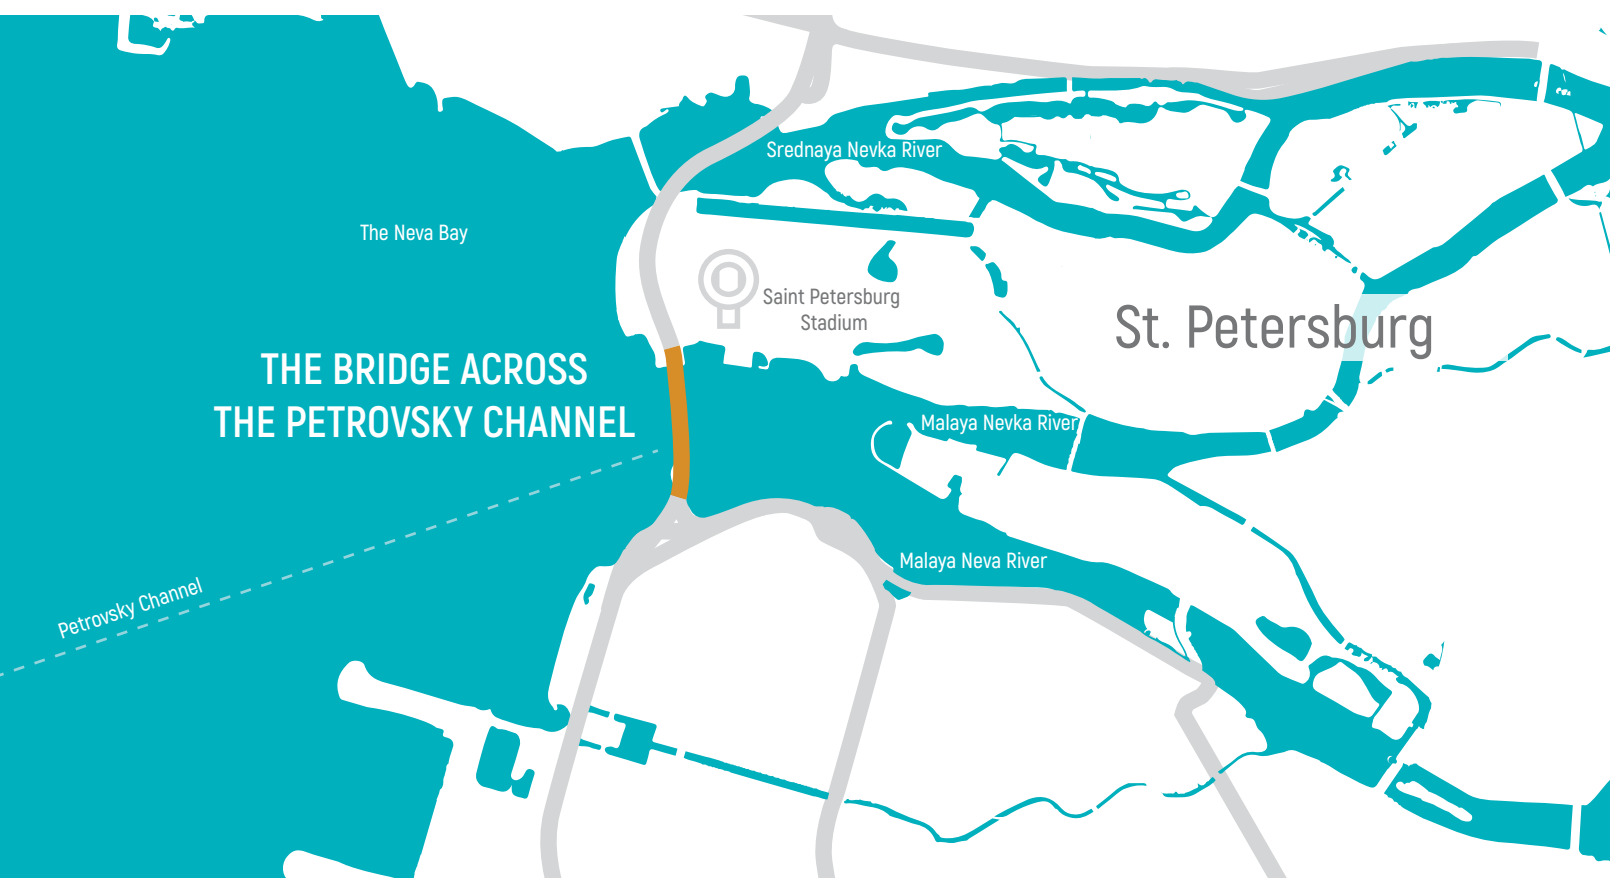 Srednaya Nevka River
The Neva Bay
Saint Petersburg
Stadium
St. Petersburg
THE BRIDGE ACROSS
THE PETROVSKY CHANNEL
Malaya Nevka River
Malaya Neva River
Petrovsky Channel